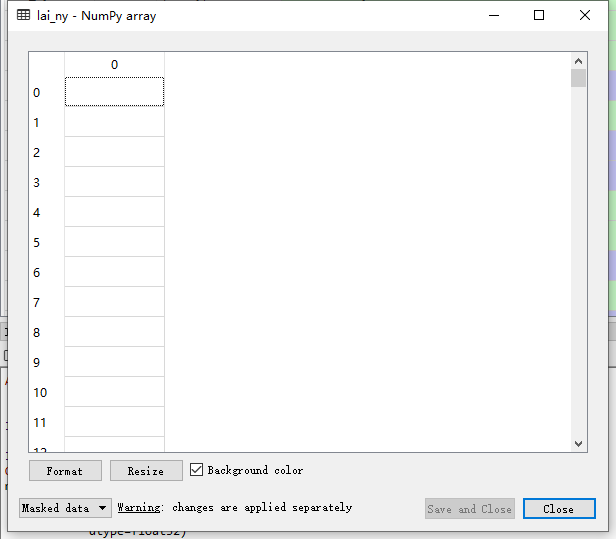 lai_ny - NumPy array
0
0
1
2
3
4
5
6
7
8
9
10
11
12
Format
Resize
Background color
Masked data
Warning: changes are applied separately
Save and Close
Close
dtype=float32)